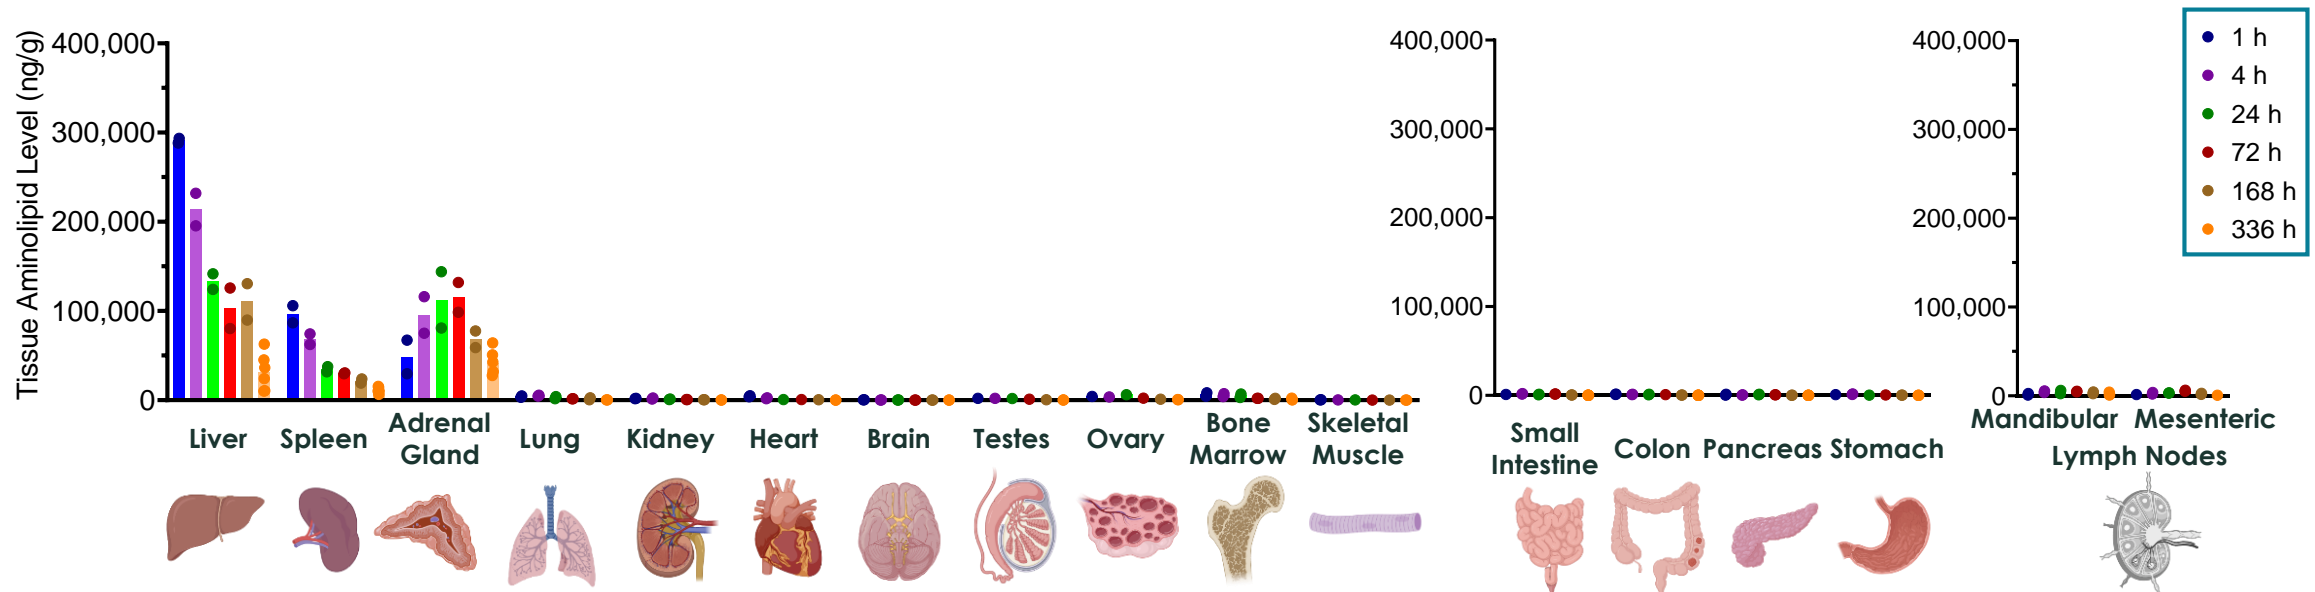 Tissue Aminolipid Level (ng/g)
400,000
300,000
200,000
100,000
0
Liver
Spleen
Adrenal
Gland
Lung
Kidney
Heart
Brain
Testes
Ovary
Bone
Marrow
Skeletal
Muscle
400,000
300,000
200,000
100,000
0
Small
Intestine
Colon
Pancreas
Stomach
400,000
300,000
200,000
100,000
0
Mandibular
Mesenteric
Lymph Nodes
1 h
4 h
24 h
72 h
168 h
336 h